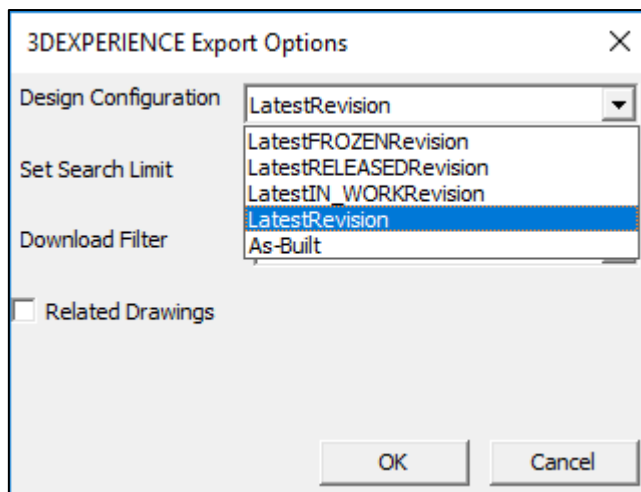 3DEXPERIENCE Export Options
Design Configuration
LatestRevision
LatestFROZENRevision
LatestRELEASEDRevision
Set Search Limit
LatestIN_WORKRevision
LatestRevision
Download Filter
As-Built
Related Drawings
OK
Cancel